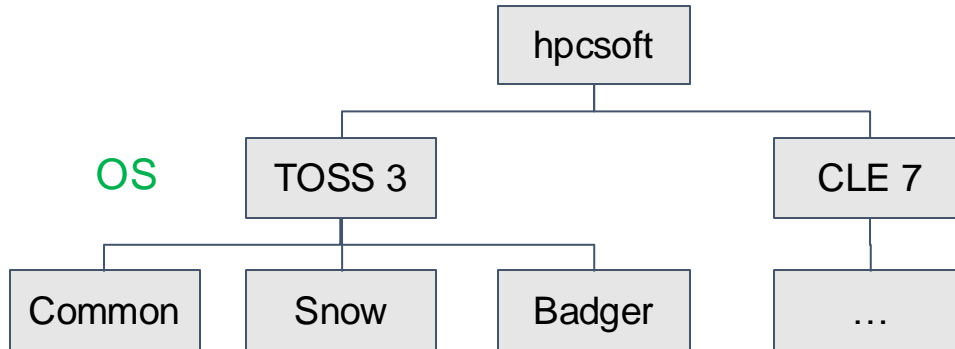 hpcsoft
OS
TOSS 3
CLE 7
Common
Snow
Badger
…